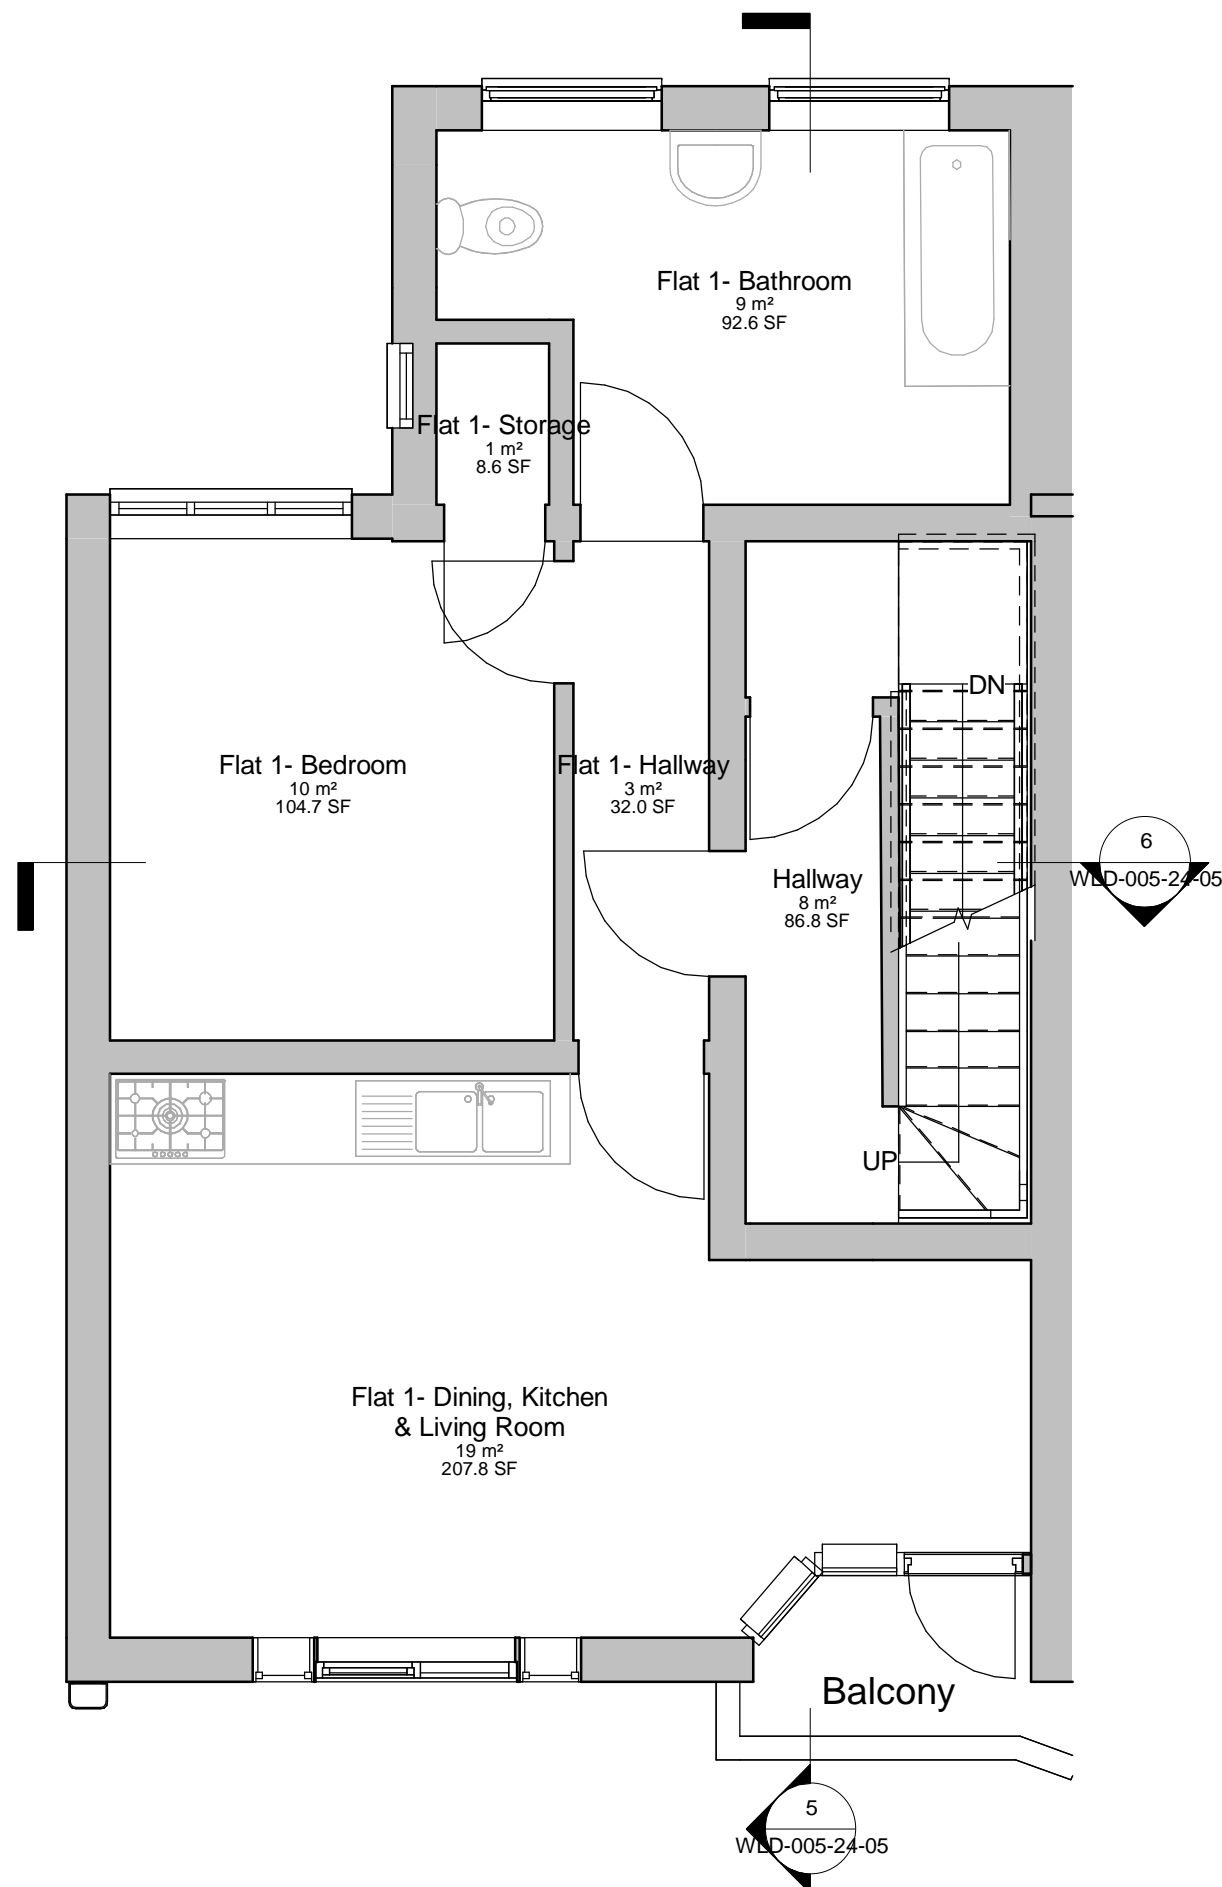 Flat 1- Bathroom
9 m²
92.6 SF
Flat 1- Storage
1 m²
8.6 SF
DN
Flat 1- Bedroom
10 m²
104.7 SF
Flat 1- Hallway
3 m²
32.0 SF
Hallway
8 m²
86.8 SF
6
WLD-005-24-05
UP
Flat 1- Dining, Kitchen
& Living Room
19 m²
207.8 SF
Balcony
5
WLD-005-24-05